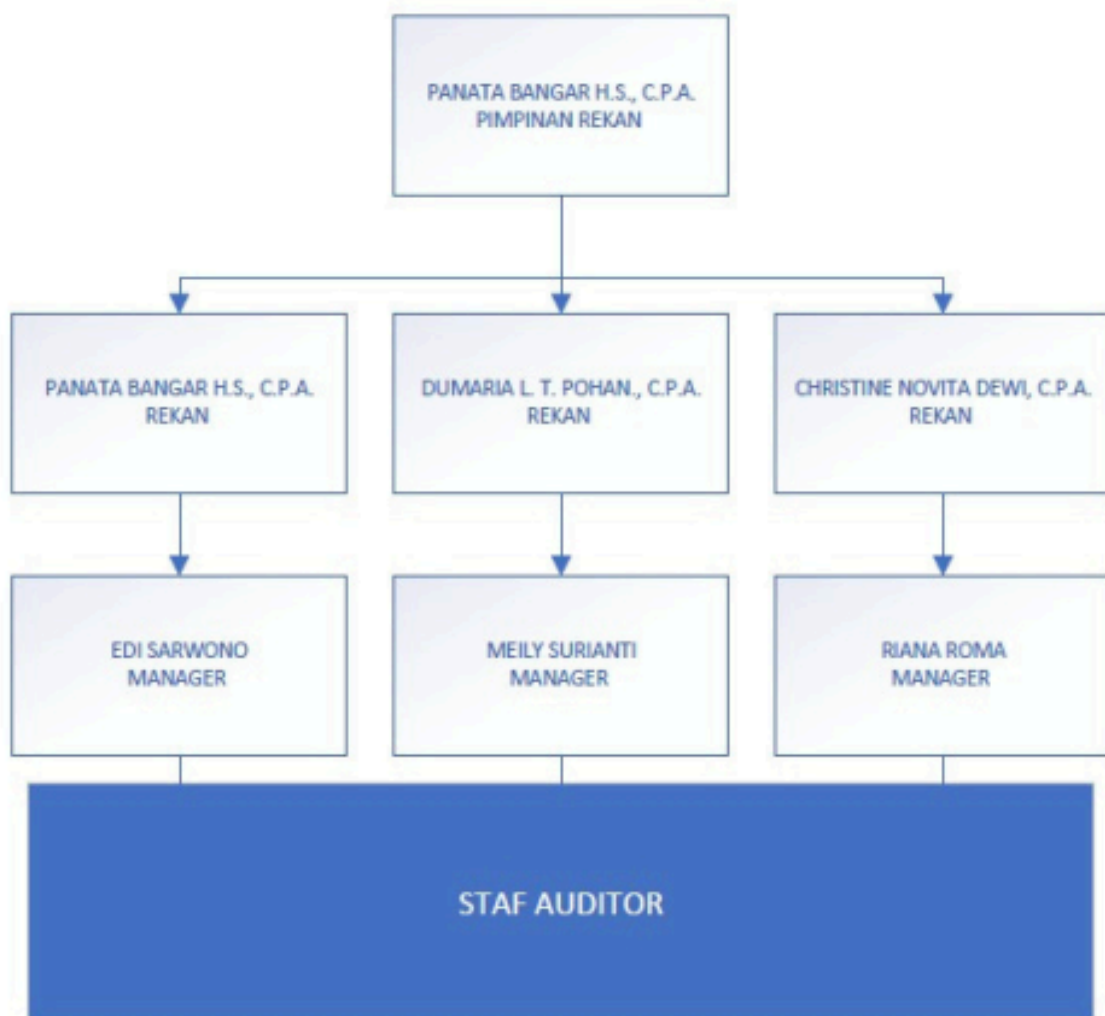 PANATA BANGAR H.S., C.P.A.
PIMPINAN REKAN
PANATA BANGAR H.S., C.P.A.
REKAN
DUMARIA L. T. POHAN., C.P.A.
REKAN
CHRISTINE NOVITA DEWI, C.P.A.
REKAN
EDI SARWONO
MANAGER
MEILY SURIANTI
MANAGER
RIANA ROMA
MANAGER
STAF AUDITOR